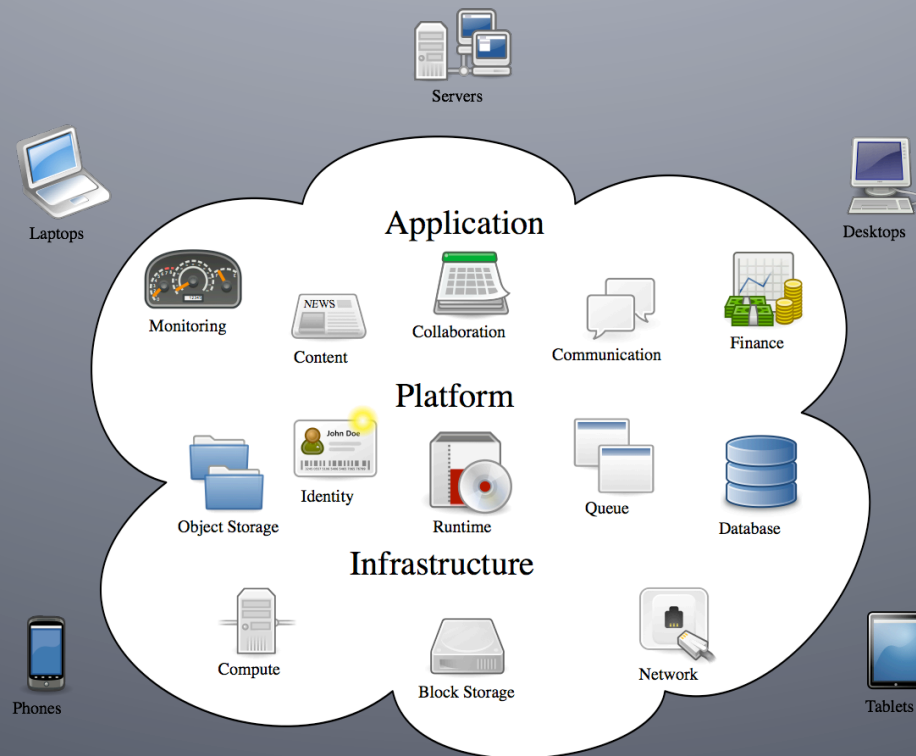 Servers
Laptops
Desktops
Application
Monitoring
NEWS
Content
Collaboration
Communication
Finance
Platform
John Doe
Object Storage
Identity
Runtime
Queue
Database
Infrastructure
Compute
Block Storage
Network
Phones
Tablets